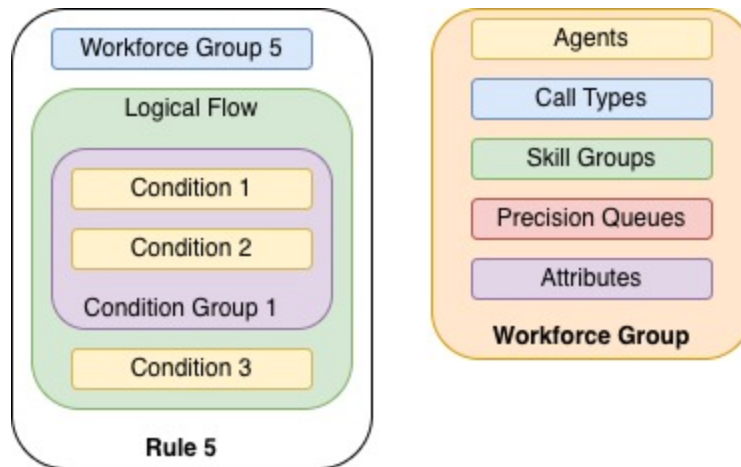 Workforce Group 5
Logical Flow
Condition 1
Condition 2
Condition Group 1
Condition 3
Rule 5
Agents
Call Types
Skill Groups
Precision Queues
Attributes
Workforce Group